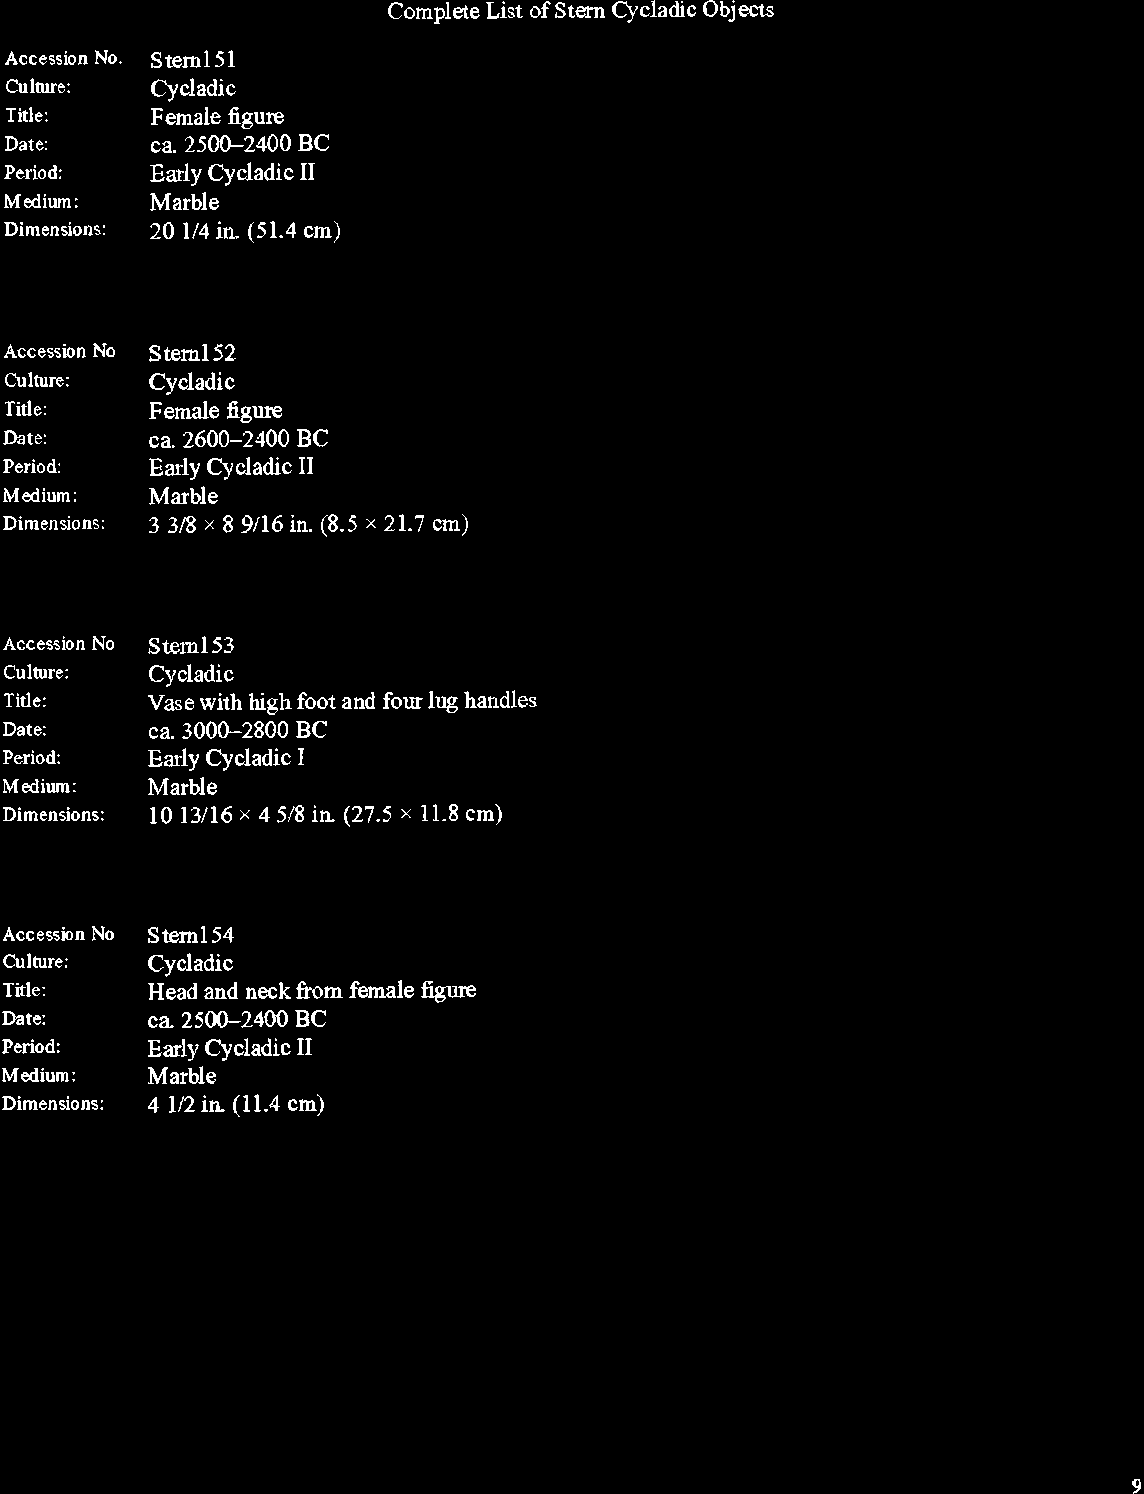 Complete List of Stern Cycladic Objects
Accession No. Stern151
Culture: Cycladic
Title: Female figure
Date: ca. 2500–2400 BC
Period: Early Cycladic II
Medium: Marble
Dimensions: 20 1/4 in. (51.4 cm)
Accession No Stern152
Culture: Cycladic
Title: Female figure
Date: ca. 2600–2400 BC
Period: Early Cycladic II
Medium: Marble
Dimensions: 3 3/8 × 8 9/16 in. (8.5 × 21.7 cm)
Accession No Stern153
Culture: Cycladic
Title: Vase with high foot and four lug handles
Date: ca. 3000–2800 BC
Period: Early Cycladic I
Medium: Marble
Dimensions: 10 13/16 × 4 5/8 in. (27.5 × 11.8 cm)
Accession No Stern154
Culture: Cycladic
Title: Head and neck from female figure
Date: ca. 2500–2400 BC
Period: Early Cycladic II
Medium: Marble
Dimensions: 4 1/2 in. (11.4 cm)
9